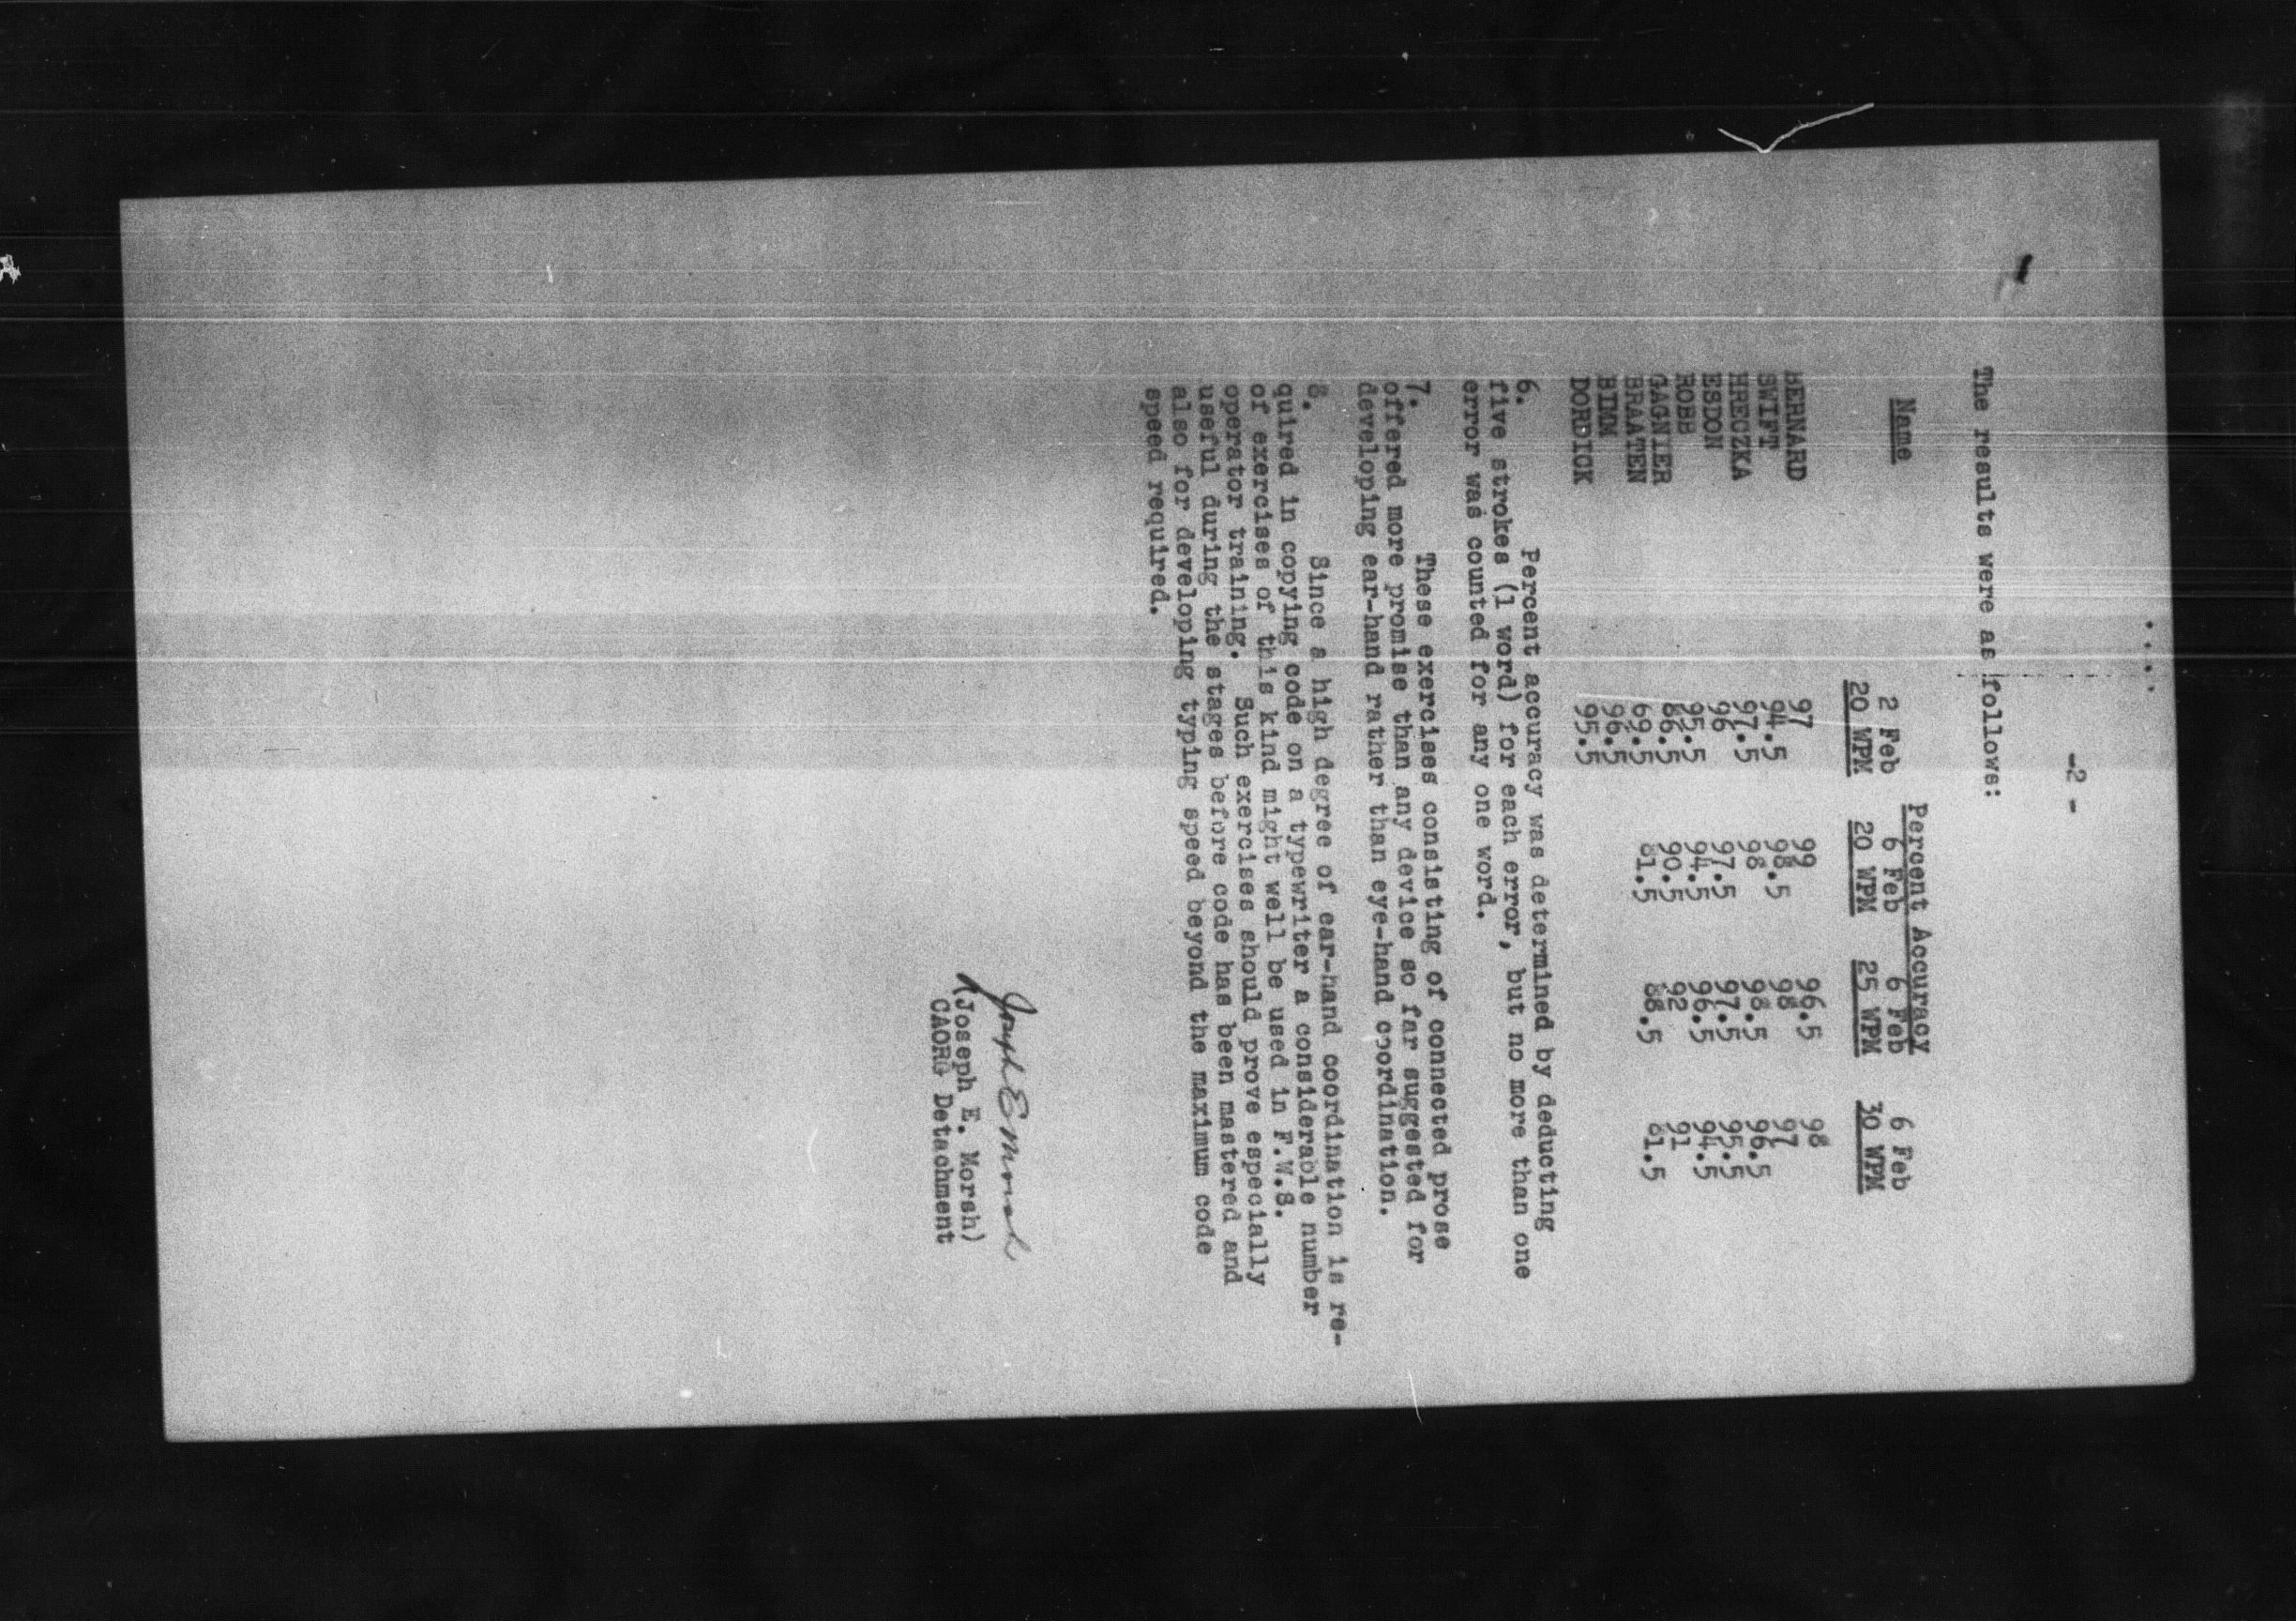 -2 -
The results were as follows:
Percent Accuracy
Name 2 Feb 6 Feb 6 Feb 6 Feb
20 WPM 20 WPM 25 WPM 30 WPM
BERNARD 97 99 96.5 98
SWIFT 94.5 98.5 98 97
HRECZKA 97.5 98 98.5 96.5
ESDON 96 97.5 97.5 95.5
ROBB 95.5 94.5 96.5 94.5
GAGNIER 86.5 90.5 92 91
BRAATEN 69.5 81.5 88.5 81.5
BIMM 96.5
DORDICK 95.5
6. Percent accuracy was determined by deducting
five strokes (1 word) for each error, but no more than one
error was counted for any one word.
7. These exercises consisting of connected prose
offered more promise than any device so far suggested for
developing ear-hand rather than eye-hand coordination.
8. Since a high degree of ear-hand coordination is re-
quired in copying code on a typewriter a considerable number
of exercises of this kind might well be used in F.W.S.
operator training. Such exercises should prove especially
useful during the stages before code has been mastered and
also for developing typing speed beyond the maximum code
speed required.
Joseph E Morsh
(Joseph E. Morsh)
CAORG Detachment